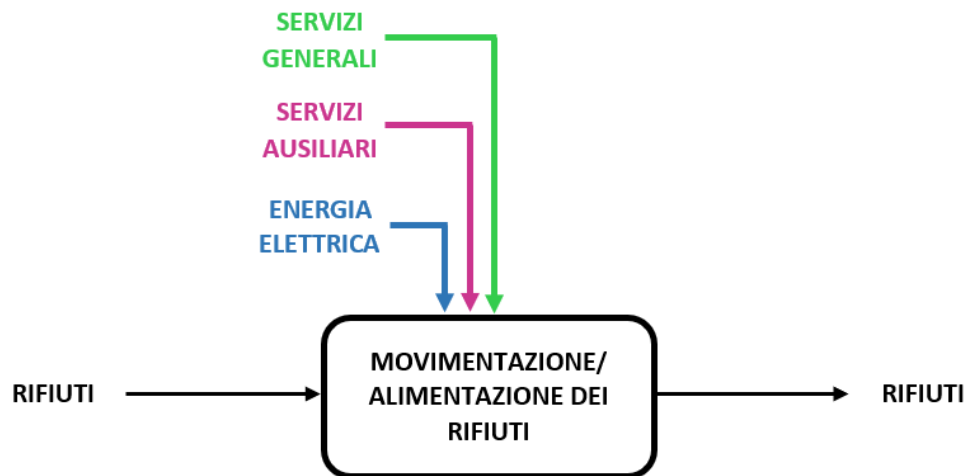 SERVIZI
GENERALI
SERVIZI
AUSILIARI
ENERGIA
ELETTRICA
RIFIUTI
MOVIMENTAZIONE/
ALIMENTAZIONE DEI
RIFIUTI
RIFIUTI